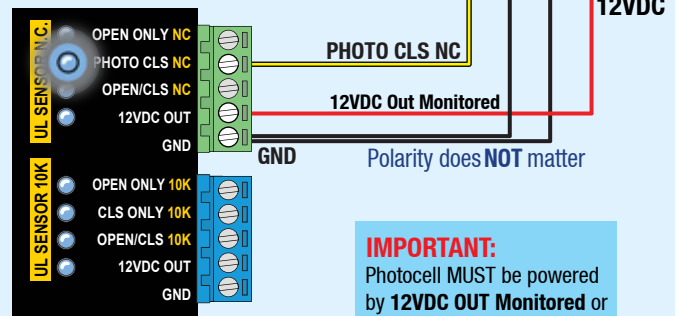 12VDC
UL SENSOR N.C.
OPEN ONLY NC
PHOTO CLS NC
OPEN/CLS NC
12VDC OUT
GND
PHOTO CLS NC
12VDC Out Monitored
GND
Polarity does NOT matter
UL SENSOR 10K
OPEN ONLY 10K
CLS ONLY 10K
OPEN/CLS 10K
12VDC OUT
GND
IMPORTANT:
Photocell MUST be powered
by 12VDC OUT Monitored or